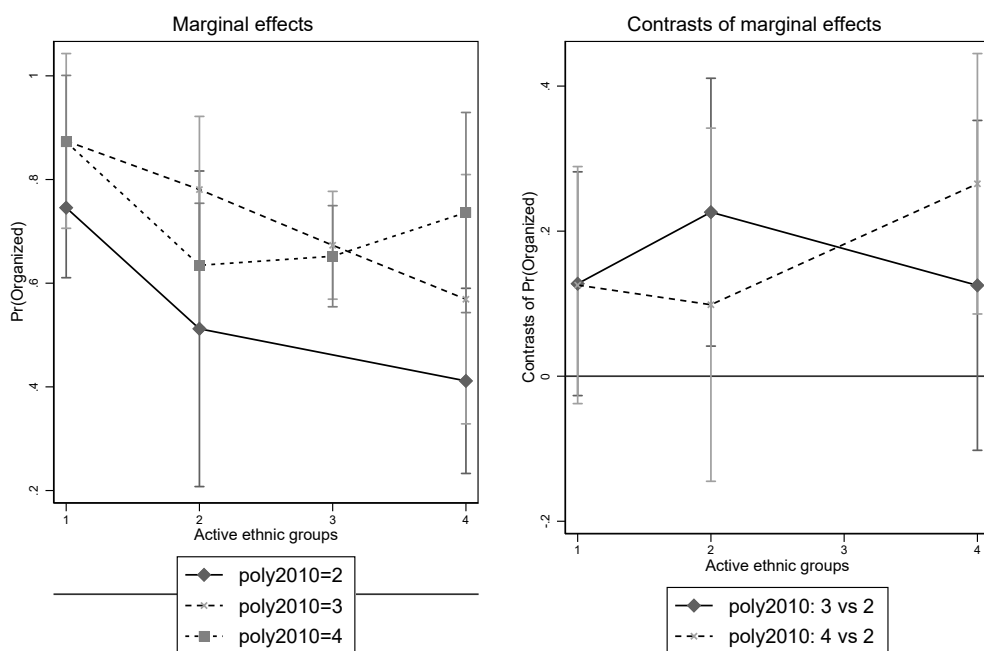 Marginal effects
1
.8
.6
.4
.2
Pr(Organized)
1 2 3 4
Active ethnic groups
poly2010=2
poly2010=3
poly2010=4
Contrasts of marginal effects
.4
.2
0
-.2
Contrasts of Pr(Organized)
1 2 3 4
Active ethnic groups
poly2010: 3 vs 2
poly2010: 4 vs 2